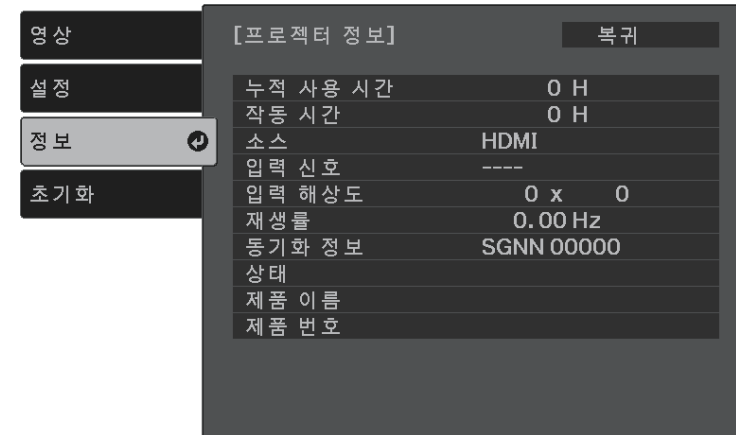 영상
설정
정보
초기화
[프로젝터 정보] 복귀
누적 사용 시간 0 H
작동 시간 0 H
소스 HDMI
입력 신호 ----
입력 해상도 0 x 0
재생률 0.00 Hz
동기화 정보 SGNN 00000
상태
제품 이름
제품 번호